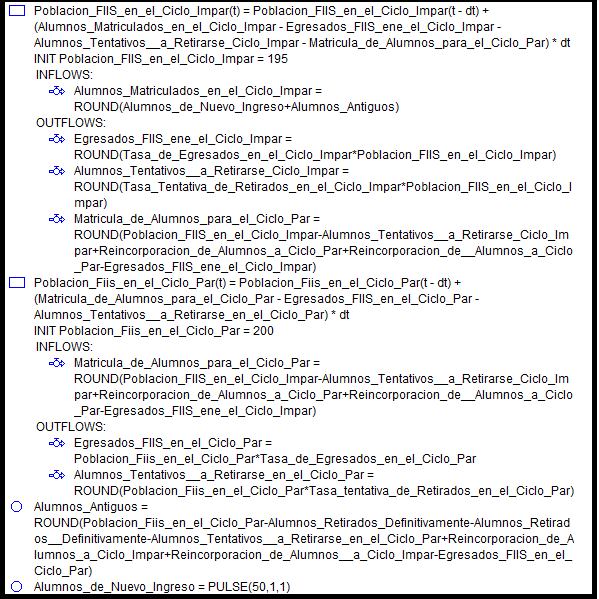 Poblacion_FIIS_en_el_Ciclo_Impar(t) = Poblacion_FIIS_en_el_Ciclo_Impar(t - dt) +
(Alumnos_Matriculados_en_el_Ciclo_Impar - Egresados_FIIS_ene_el_Ciclo_Impar -
Alumnos_Tentativos__a_Retirarse_Ciclo_Impar - Matricula_de_Alumnos_para_el_Ciclo_Par) * dt
INIT Poblacion_FIIS_en_el_Ciclo_Impar = 195
INFLOWS:
Alumnos_Matriculados_en_el_Ciclo_Impar =
ROUND(Alumnos_de_Nuevo_Ingreso+Alumnos_Antiguos)
OUTFLOWS:
Egresados_FIIS_ene_el_Ciclo_Impar =
ROUND(Tasa_de_Egresados_en_el_Ciclo_Impar*Poblacion_FIIS_en_el_Ciclo_Impar)
Alumnos_Tentativos__a_Retirarse_Ciclo_Impar =
ROUND(Tasa_Tentativa_de_Retirados_en_el_Ciclo_Impar*Poblacion_FIIS_en_el_Ciclo_I
mpar)
Matricula_de_Alumnos_para_el_Ciclo_Par =
ROUND(Poblacion_FIIS_en_el_Ciclo_Impar-Alumnos_Tentativos__a_Retirarse_Ciclo_Im
par+Reincorporacion_de_Alumnos_a_Ciclo_Par+Reincorporacion_de__Alumnos_a_Ciclo
_Par-Egresados_FIIS_ene_el_Ciclo_Impar)
Poblacion_Fiis_en_el_Ciclo_Par(t) = Poblacion_Fiis_en_el_Ciclo_Par(t - dt) +
(Matricula_de_Alumnos_para_el_Ciclo_Par - Egresados_FIIS_en_el_Ciclo_Par -
Alumnos_Tentativos__a_Retirarse_en_el_Ciclo_Par) * dt
INIT Poblacion_Fiis_en_el_Ciclo_Par = 200
INFLOWS:
Matricula_de_Alumnos_para_el_Ciclo_Par =
ROUND(Poblacion_FIIS_en_el_Ciclo_Impar-Alumnos_Tentativos__a_Retirarse_Ciclo_Im
par+Reincorporacion_de_Alumnos_a_Ciclo_Par+Reincorporacion_de__Alumnos_a_Ciclo
_Par-Egresados_FIIS_ene_el_Ciclo_Impar)
OUTFLOWS:
Egresados_FIIS_en_el_Ciclo_Par =
Poblacion_Fiis_en_el_Ciclo_Par*Tasa_de_Egresados_en_el_Ciclo_Par
Alumnos_Tentativos__a_Retirarse_en_el_Ciclo_Par =
ROUND(Poblacion_Fiis_en_el_Ciclo_Par*Tasa_tentativa_de_Retirados_en_el_Ciclo_Par)
Alumnos_Antiguos =
ROUND(Poblacion_Fiis_en_el_Ciclo_Par-Alumnos_Retirados_Definitivamente-Alumnos_Retirad
os__Definitivamente-Alumnos_Tentativos__a_Retirarse_en_el_Ciclo_Par+Reincorporacion_de_A
lumnos_a_Ciclo_Impar+Reincorporacion_de_Alumnos__a_Ciclo_Impar-Egresados_FIIS_en_el_
Ciclo_Par)
Alumnos_de_Nuevo_Ingreso = PULSE(50,1,1)